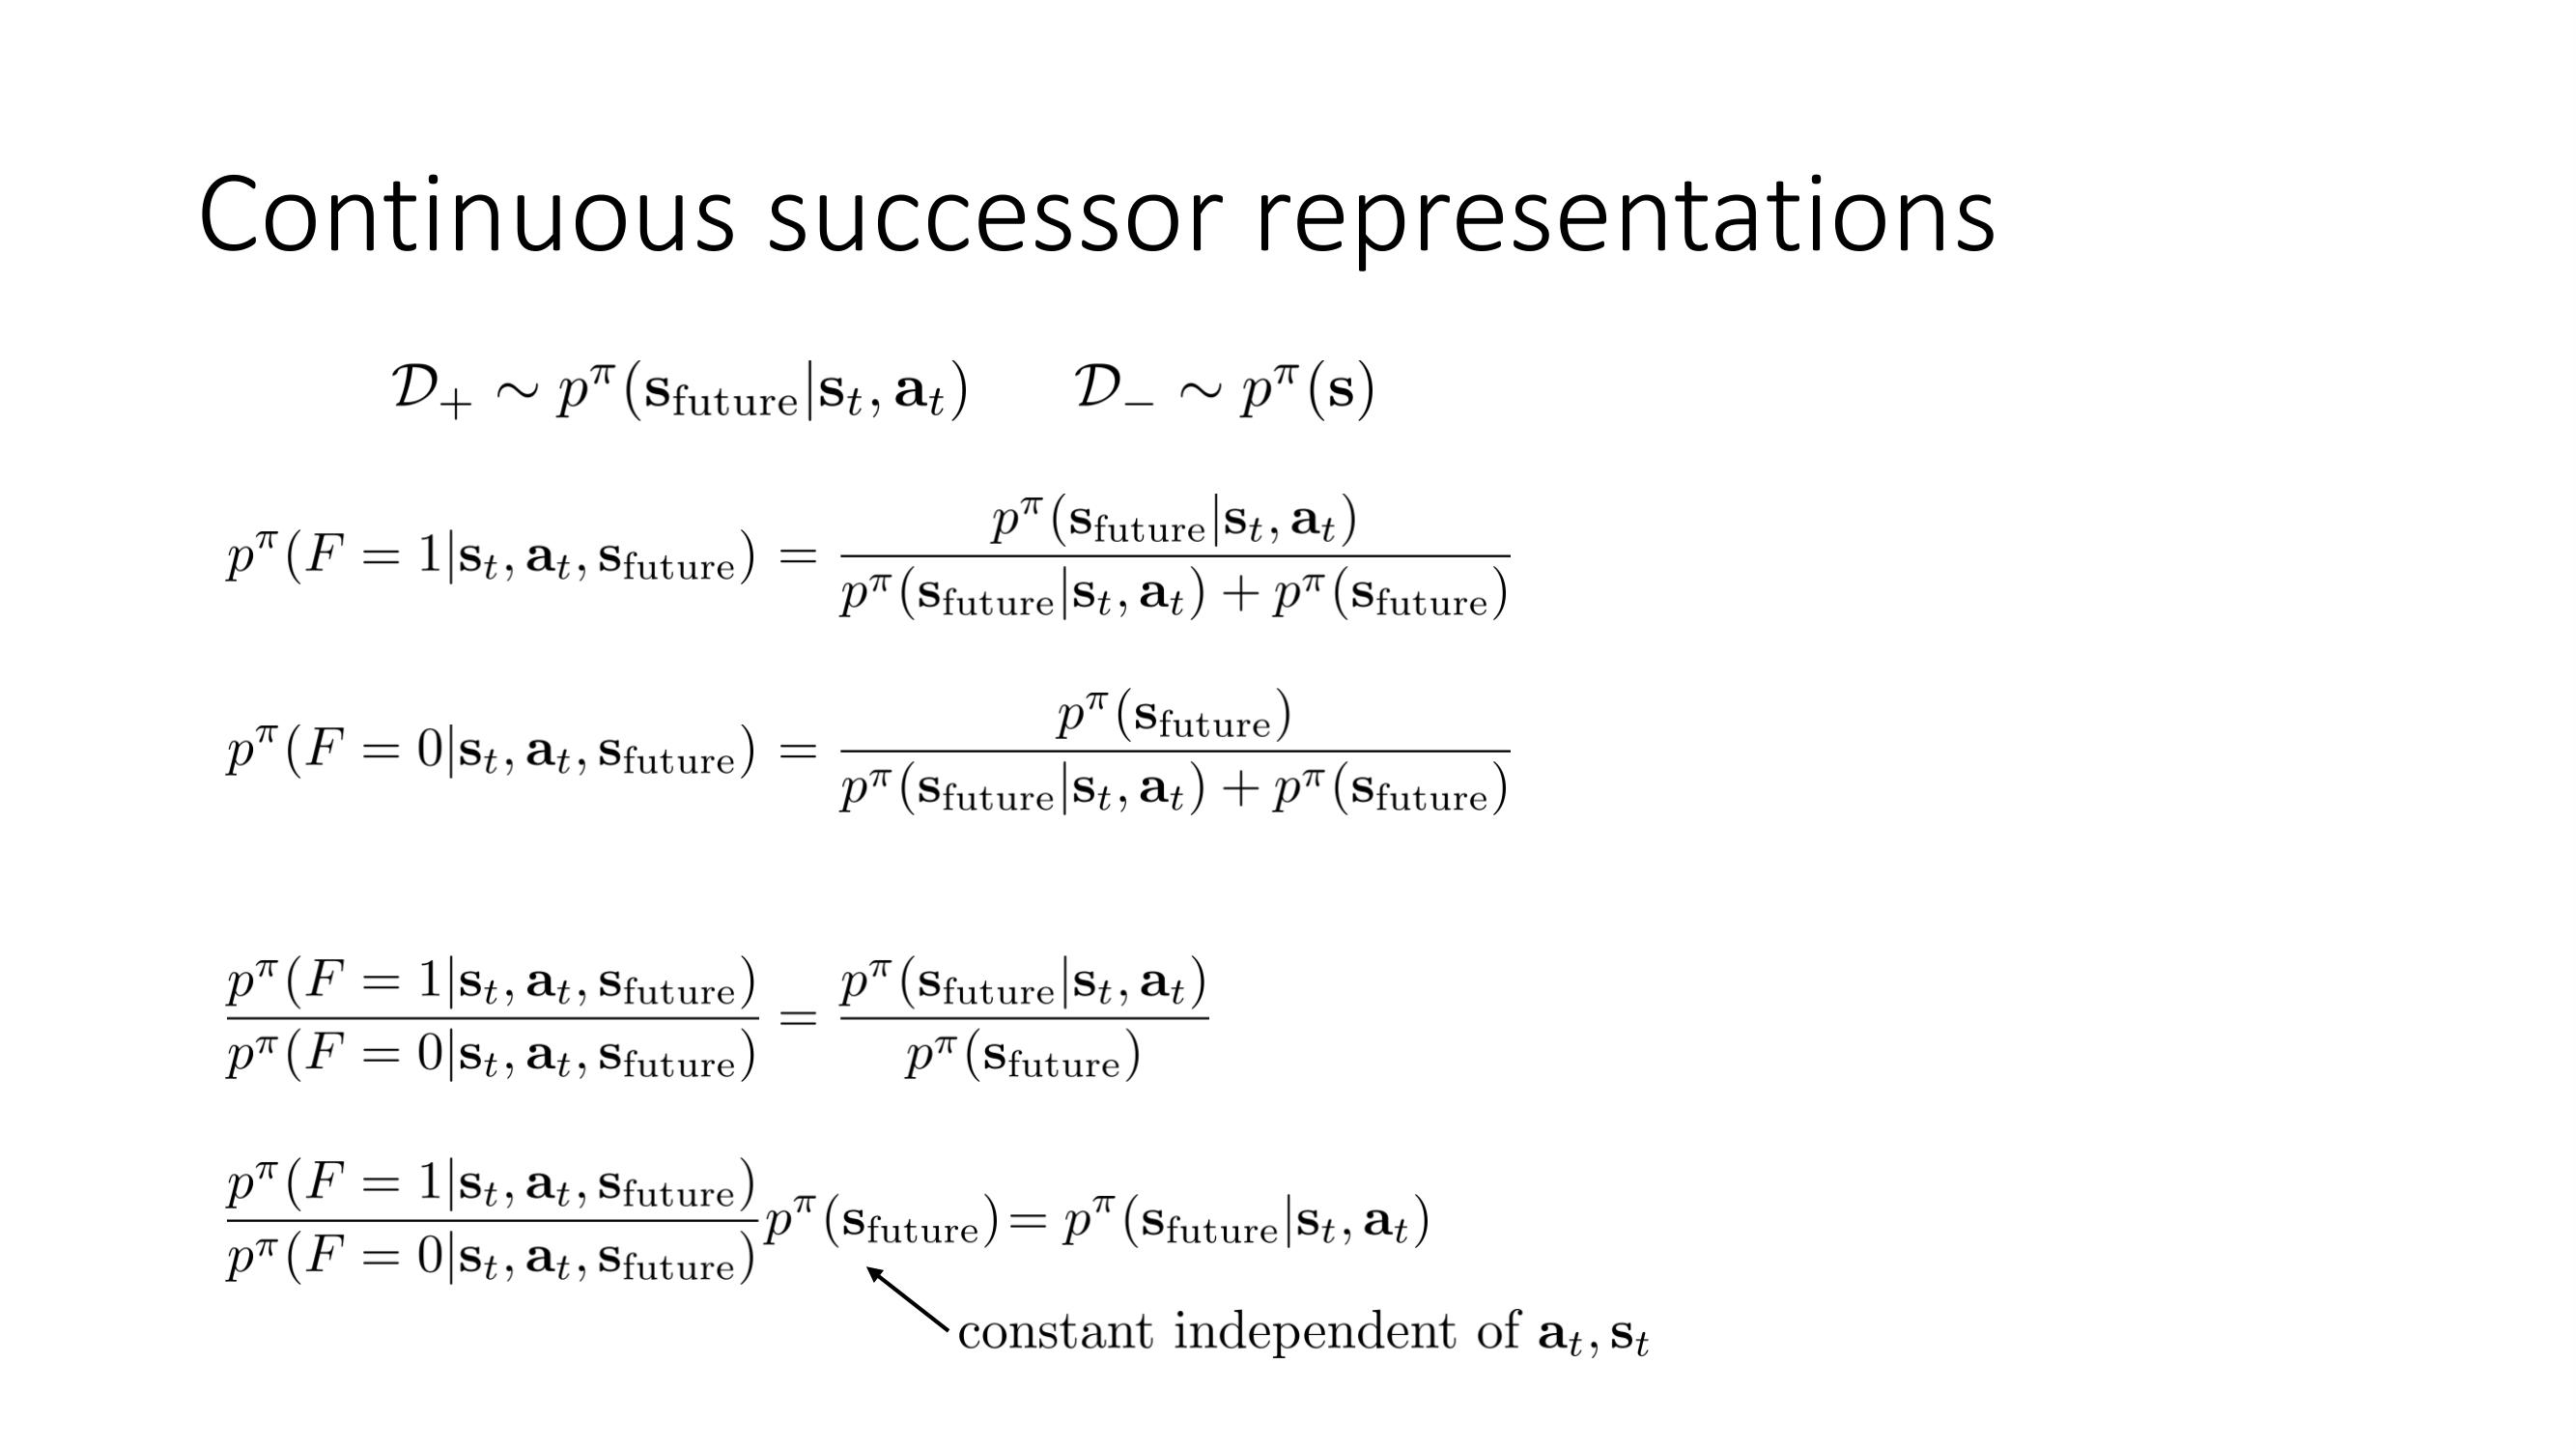 Continuous successor representations
$\mathcal{D}_+ \sim p^\pi(\mathbf{s}_{\text{future}}|\mathbf{s}_t, \mathbf{a}_t) \qquad \mathcal{D}_- \sim p^\pi(\mathbf{s})$
$p^\pi(F = 1|\mathbf{s}_t, \mathbf{a}_t, \mathbf{s}_{\text{future}}) = \frac{p^\pi(\mathbf{s}_{\text{future}}|\mathbf{s}_t, \mathbf{a}_t)}{p^\pi(\mathbf{s}_{\text{future}}|\mathbf{s}_t, \mathbf{a}_t) + p^\pi(\mathbf{s}_{\text{future}})}$
$p^\pi(F = 0|\mathbf{s}_t, \mathbf{a}_t, \mathbf{s}_{\text{future}}) = \frac{p^\pi(\mathbf{s}_{\text{future}})}{p^\pi(\mathbf{s}_{\text{future}}|\mathbf{s}_t, \mathbf{a}_t) + p^\pi(\mathbf{s}_{\text{future}})}$
$\frac{p^\pi(F = 1|\mathbf{s}_t, \mathbf{a}_t, \mathbf{s}_{\text{future}})}{p^\pi(F = 0|\mathbf{s}_t, \mathbf{a}_t, \mathbf{s}_{\text{future}})} = \frac{p^\pi(\mathbf{s}_{\text{future}}|\mathbf{s}_t, \mathbf{a}_t)}{p^\pi(\mathbf{s}_{\text{future}})}$
$\frac{p^\pi(F = 1|\mathbf{s}_t, \mathbf{a}_t, \mathbf{s}_{\text{future}})}{p^\pi(F = 0|\mathbf{s}_t, \mathbf{a}_t, \mathbf{s}_{\text{future}})} p^\pi(\mathbf{s}_{\text{future}}) = p^\pi(\mathbf{s}_{\text{future}}|\mathbf{s}_t, \mathbf{a}_t)$
constant independent of $\mathbf{a}_t, \mathbf{s}_t$